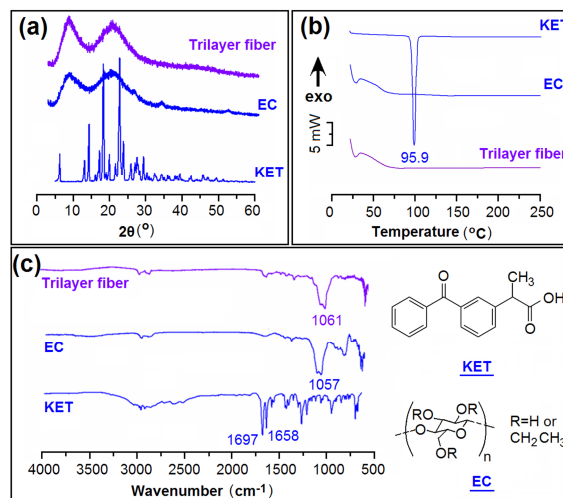 (a)
Trilayer fiber
EC
KET
0 10 20 30 40 50 60
2θ(°)
(b)
KET
EC
exo
5 mW
95.9
Trilayer fiber
50 100 150 200 250
Temperature (°C)
(c)
Trilayer fiber
1061
EC
1057
KET
1697
1658
4000 3500 3000 2500 2000 1500 1000 500
Wavenumber (cm-1)
O
CH3
OH
O
KET
RO
OR
O
O
O
OR
n
R=H or
CH2CH3
EC